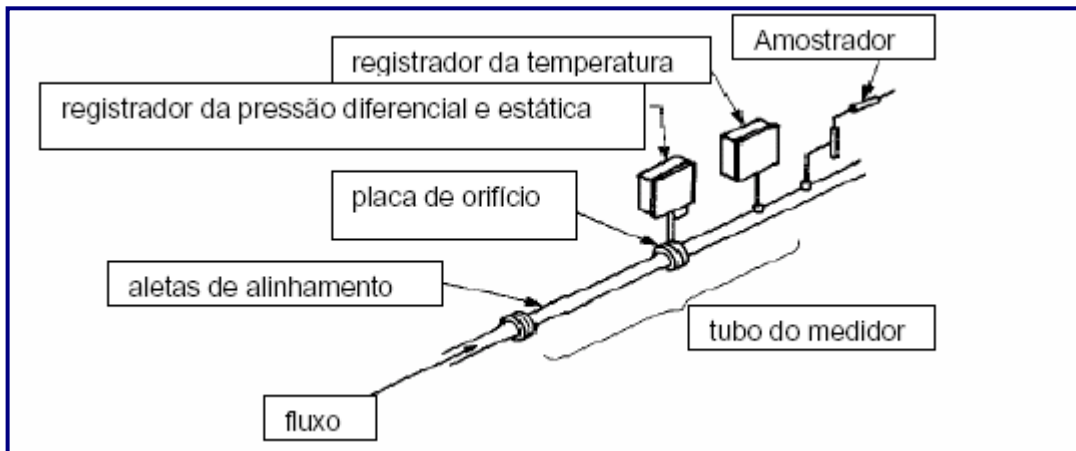 Amostrador
registrador da temperatura
registrador da pressão diferencial e estática
placa de orifício
aletas de alinhamento
tubo do medidor
fluxo